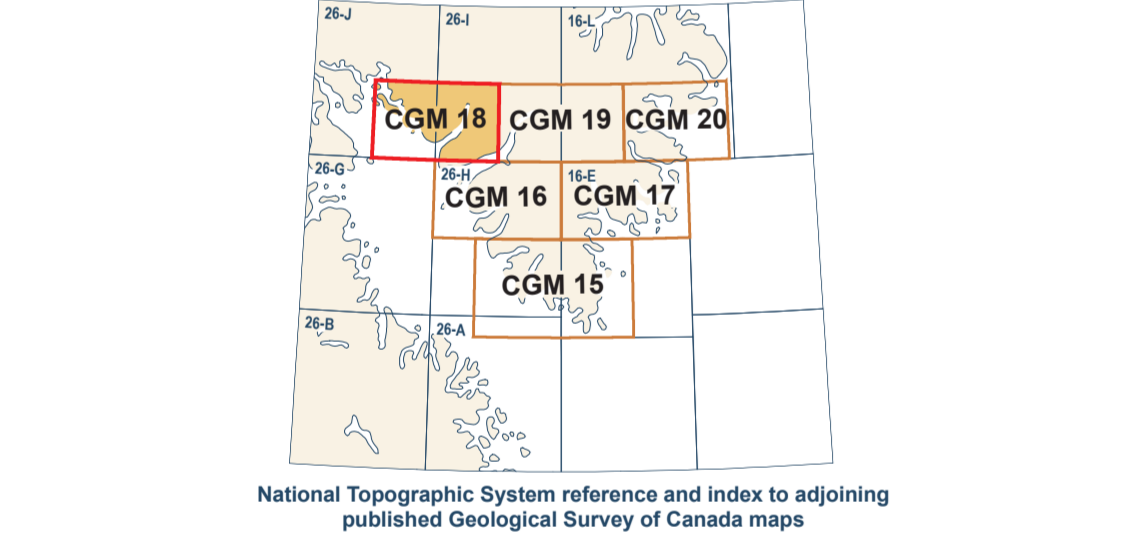 26-J
26-I
16-L
CGM 18
CGM 19
CGM 20
26-G
26-H
16-E
CGM 16
CGM 17
CGM 15
26-B
26-A
National Topographic System reference and index to adjoining
published Geological Survey of Canada maps